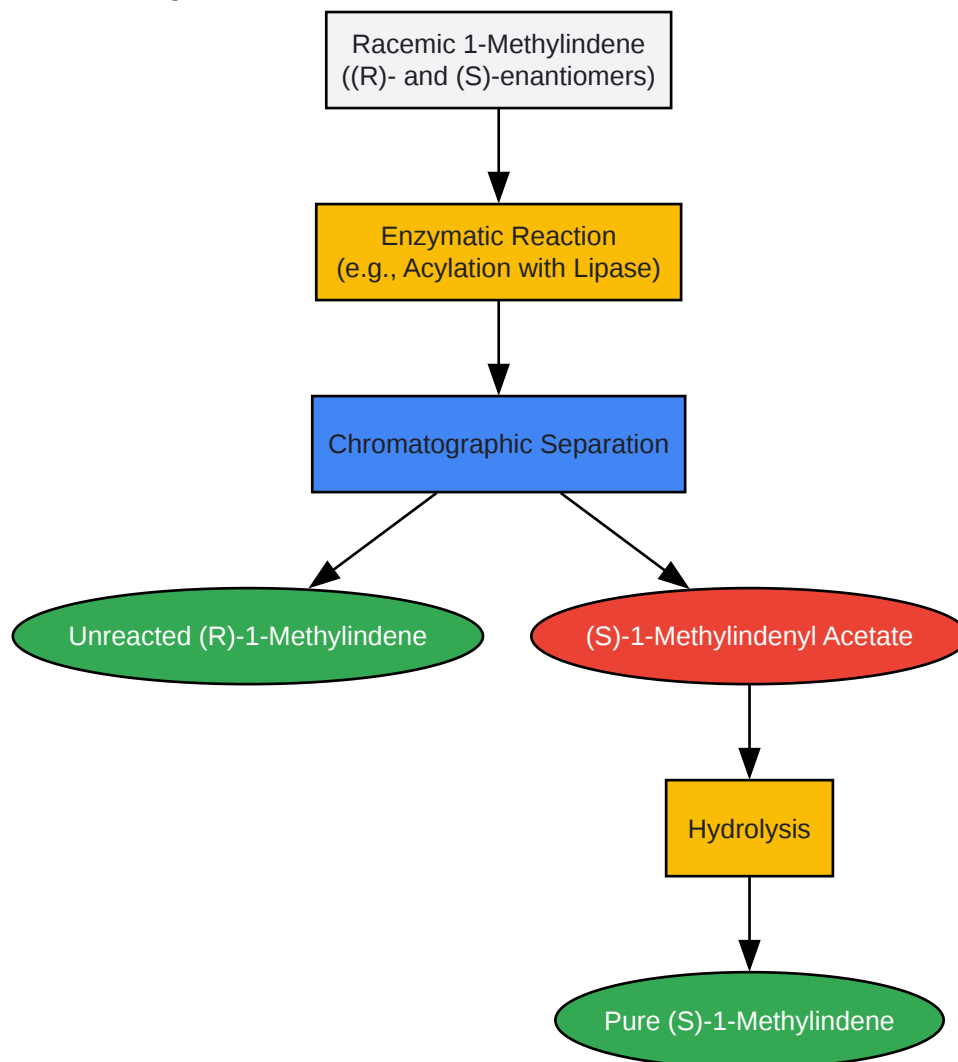 Racemic 1-Methylindene
((R)- and (S)-enantiomers)
Enzymatic Reaction
(e.g., Acylation with Lipase)
Chromatographic Separation
Unreacted (R)-1-Methylindene
(S)-1-Methylindenyl Acetate
Hydrolysis
Pure (S)-1-Methylindene